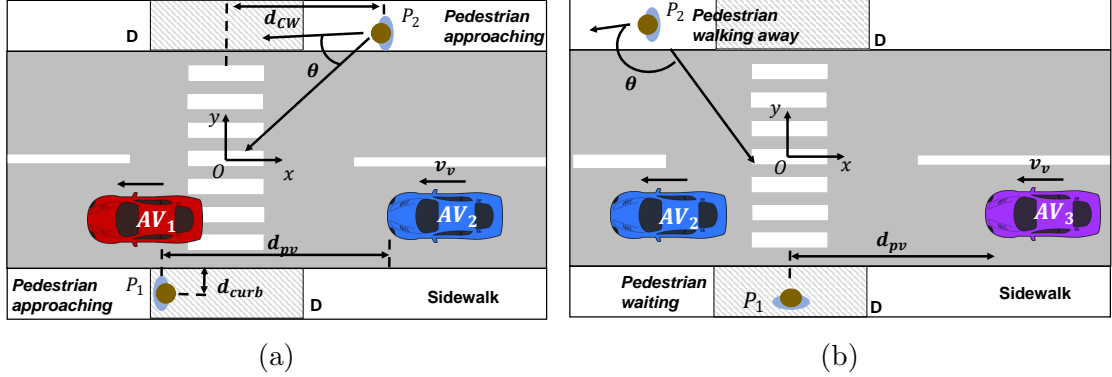 d_CW
P_2
Pedestrian
approaching
D
θ
y
O
x
v_v
AV_1
AV_2
d_pv
Pedestrian
approaching
P_1
d_curb
D
Sidewalk
(a)
P_2
Pedestrian
walking away
D
θ
y
O
x
v_v
AV_2
AV_3
d_pv
Pedestrian
waiting
P_1
D
Sidewalk
(b)